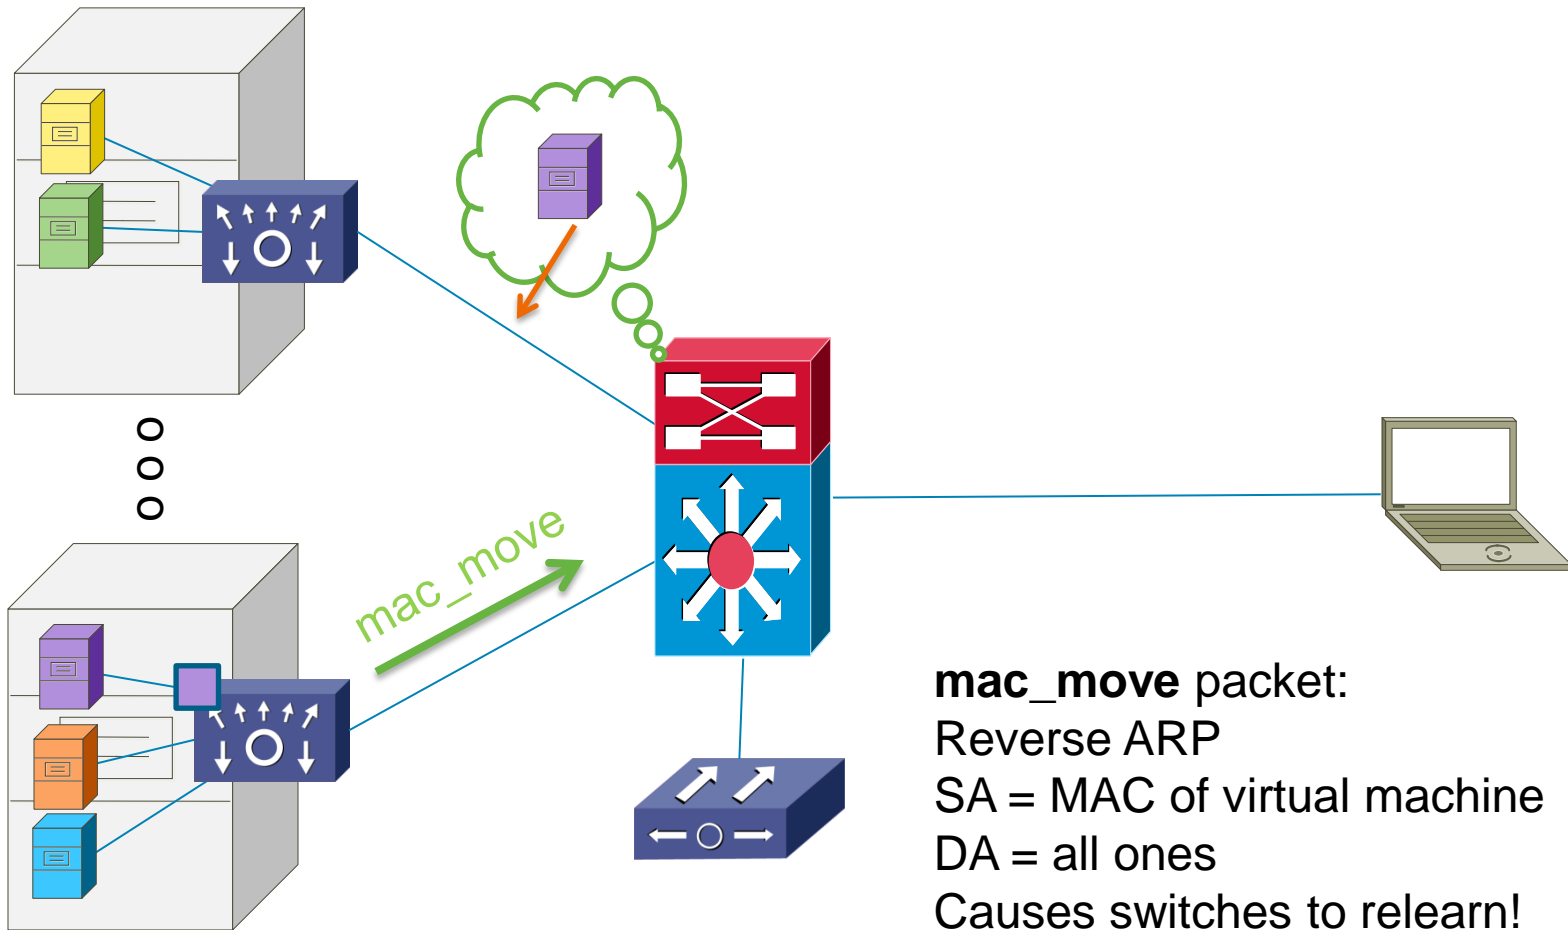 o o o
mac_move
mac_move packet:
Reverse ARP
SA = MAC of virtual machine
DA = all ones
Causes switches to relearn!